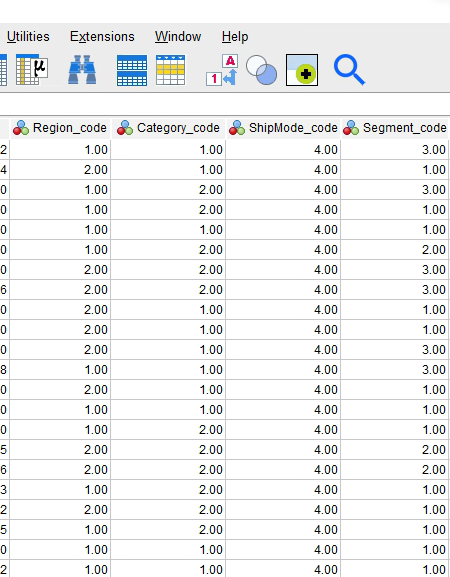 Utilities Extensions Window Help
μ 1 A
Region_code Category_code ShipMode_code Segment_code
2 1.00 1.00 4.00 3.00
4 2.00 1.00 4.00 1.00
0 1.00 2.00 4.00 3.00
0 1.00 2.00 4.00 1.00
0 1.00 1.00 4.00 1.00
0 1.00 2.00 4.00 2.00
0 2.00 2.00 4.00 3.00
6 2.00 2.00 4.00 3.00
0 2.00 1.00 4.00 1.00
0 2.00 1.00 4.00 1.00
0 2.00 1.00 4.00 3.00
8 1.00 1.00 4.00 3.00
0 2.00 1.00 4.00 1.00
0 1.00 1.00 4.00 1.00
0 1.00 2.00 4.00 1.00
5 2.00 2.00 4.00 2.00
6 2.00 2.00 4.00 2.00
3 1.00 2.00 4.00 1.00
2 2.00 2.00 4.00 1.00
5 1.00 2.00 4.00 1.00
0 1.00 1.00 4.00 1.00
2 1.00 1.00 4.00 1.00